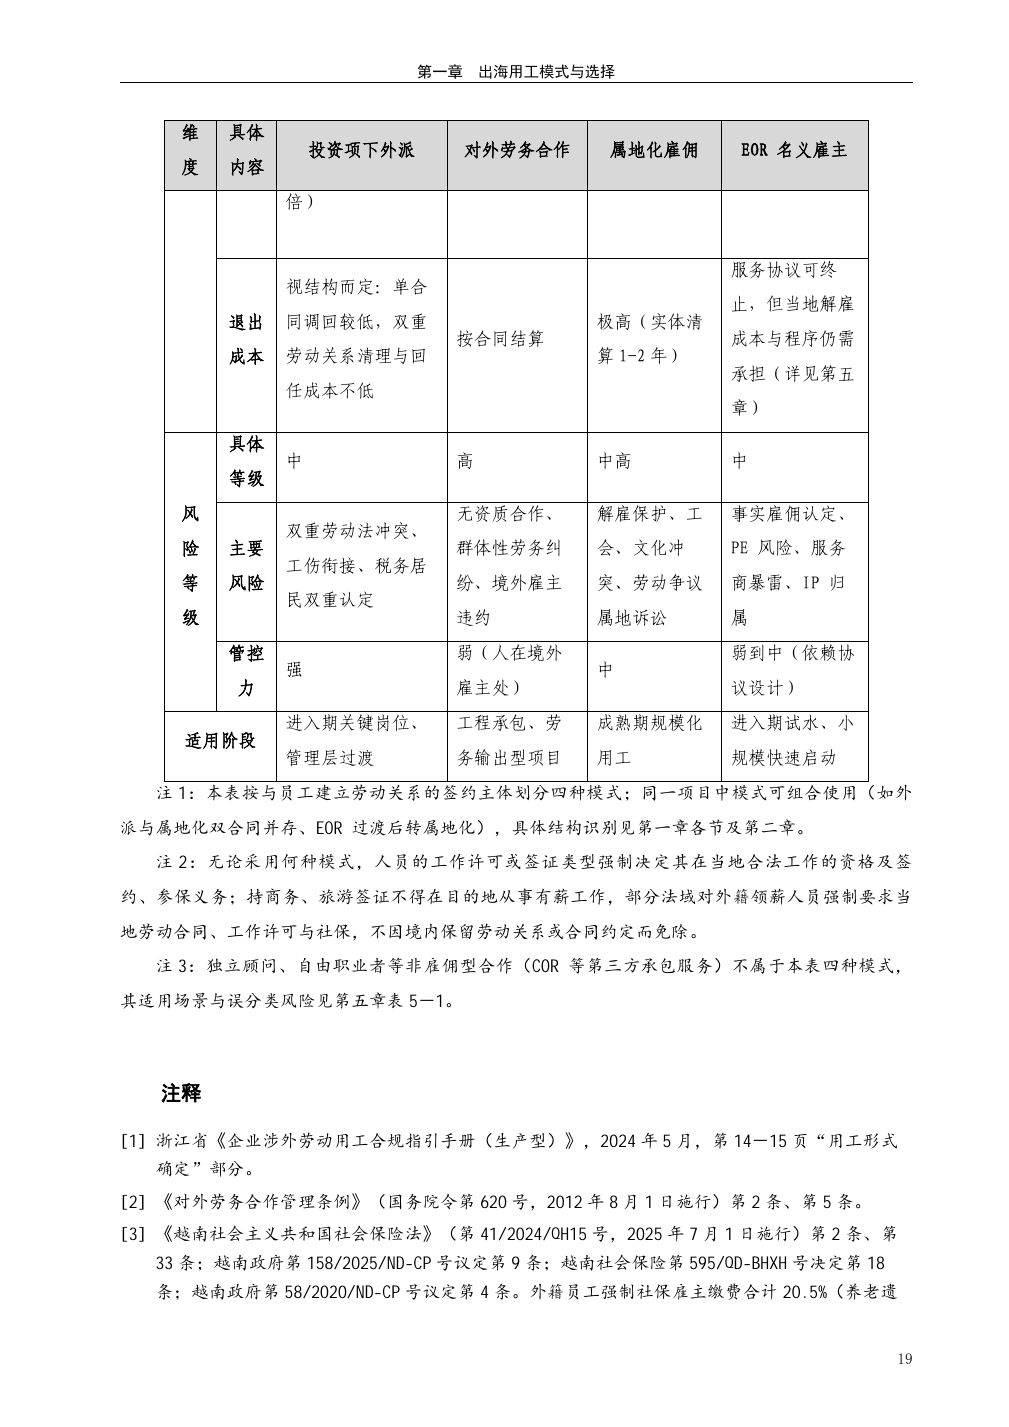 第一章　出海用工模式与选择
维度 具体内容 投资项下外派 对外劳务合作 属地化雇佣 EOR 名义雇主
倍）
退出成本
视结构而定：单合
同调回较低，双重
劳动关系清理与回
任成本不低
按合同结算
极高（实体清
算 1-2 年）
服务协议可终
止，但当地解雇
成本与程序仍需
承担（详见第五
章）
风险等级
具体等级
中
高
中高
中
主要风险
双重劳动法冲突、
工伤衔接、税务居
民双重认定
无资质合作、
群体性劳务纠
纷、境外雇主
违约
解雇保护、工
会、文化冲
突、劳动争议
属地诉讼
事实雇佣认定、
PE 风险、服务
商暴雷、IP 归
属
管控力
强
弱（人在境外
雇主处）
中
弱到中（依赖协
议设计）
适用阶段
进入期关键岗位、
管理层过渡
工程承包、劳
务输出型项目
成熟期规模化
用工
进入期试水、小
规模快速启动
注 1：本表按与员工建立劳动关系的签约主体划分四种模式；同一项目中模式可组合使用（如外
派与属地化双合同并存、EOR 过渡后转属地化），具体结构识别见第一章各节及第二章。
注 2：无论采用何种模式，人员的工作许可或签证类型强制决定其在当地合法工作的资格及签
约、参保义务；持商务、旅游签证不得在目的地从事有薪工作，部分法域对外籍领薪人员强制要求当
地劳动合同、工作许可与社保，不因境内保留劳动关系或合同约定而免除。
注 3：独立顾问、自由职业者等非雇佣型合作（COR 等第三方承包服务）不属于本表四种模式，
其适用场景与误分类风险见第五章表 5－1。
注释
[1] 浙江省《企业涉外劳动用工合规指引手册（生产型）》，2024 年 5 月，第 14－15 页“用工形式
确定”部分。
[2] 《对外劳务合作管理条例》（国务院令第 620 号，2012 年 8 月 1 日施行）第 2 条、第 5 条。
[3] 《越南社会主义共和国社会保险法》（第 41/2024/QH15 号，2025 年 7 月 1 日施行）第 2 条、第
33 条；越南政府第 158/2025/ND-CP 号议定第 9 条；越南社会保险第 595/QD-BHXH 号决定第 18
条；越南政府第 58/2020/ND-CP 号议定第 4 条。外籍员工强制社保雇主缴费合计 20.5%（养老遗
19